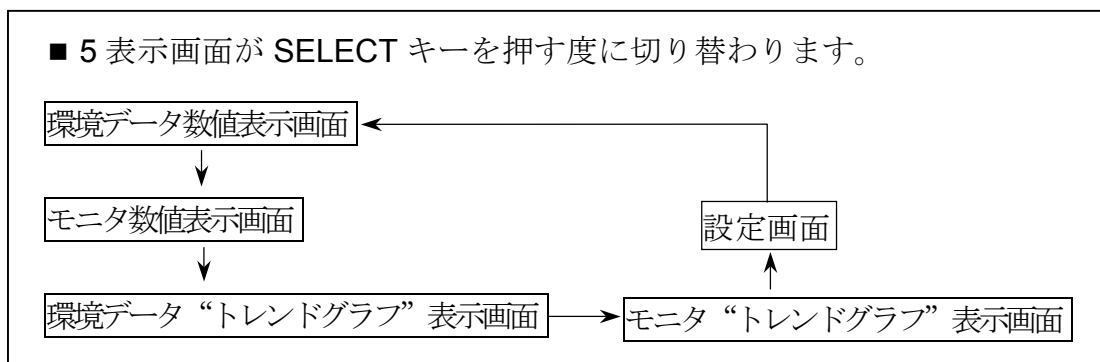 ■ 5 表示画面が SELECT キーを押す度に切り替わります。
環境データ数値表示画面
モニタ数値表示画面
設定画面
環境データ“トレンドグラフ”表示画面
モニタ“トレンドグラフ”表示画面